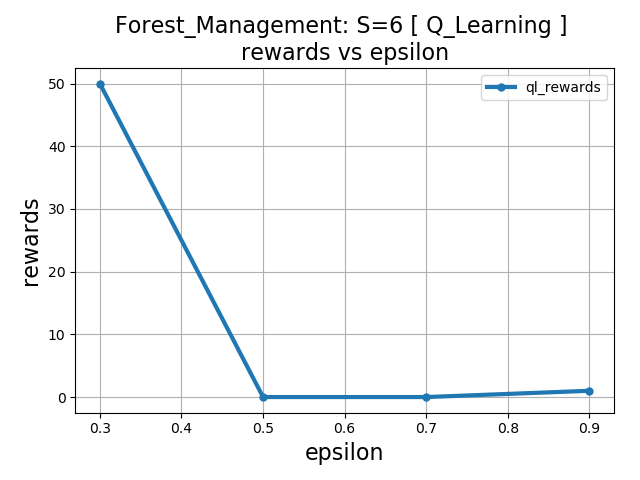 Forest_Management: S=6 [ Q_Learning ]
rewards vs epsilon
ql_rewards
50
40
30
20
10
0
rewards
0.3 0.4 0.5 0.6 0.7 0.8 0.9
epsilon